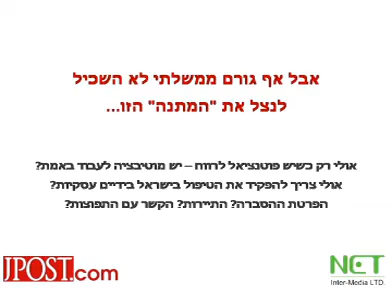 אבל אף גורם ממשלתי לא השכיל
לנצל את "המתנה" הזו...
אולי רק כשיש פוטנציאל לרווח – יש מוטיבציה לעבוד באמת?
אולי צריך להפקיד את הטיפול בישראל בידיים עסקיות?
הפרטת ההסברה? התיירות? הקשר עם התפוצות?
JPOST.com
NET
Inter-Media LTD.